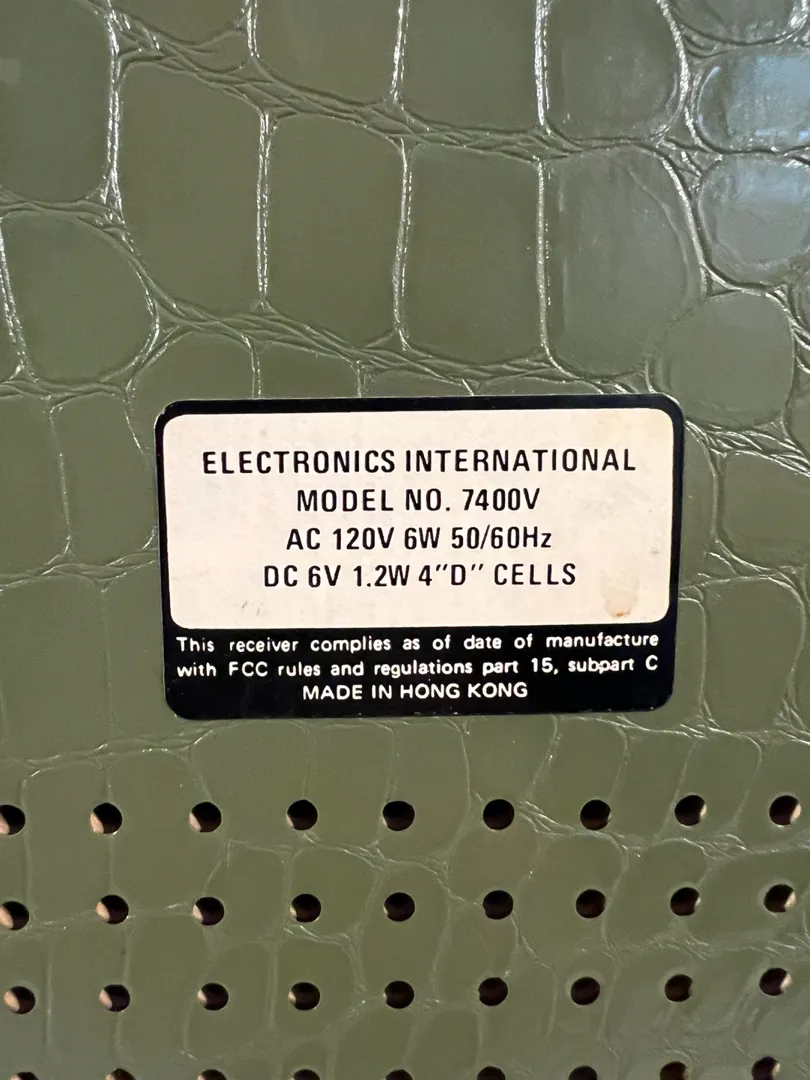 ELECTRONICS INTERNATIONAL
MODEL NO. 7400V
AC 120V 6W 50/60Hz
DC 6V 1.2W 4"D" CELLS
This receiver complies as of date of manufacture
with FCC rules and regulations part 15, subpart C
MADE IN HONG KONG